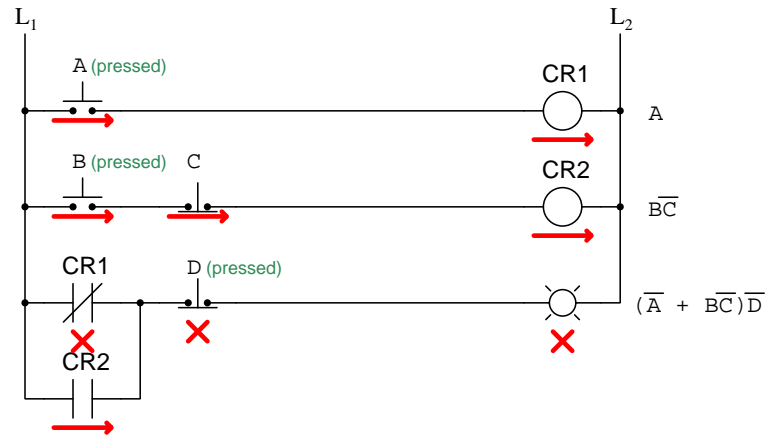 L₁ L₂
A (pressed)
CR1
A
B (pressed) C
CR2
BC̅
CR1
D (pressed)
(A̅ + BC̅)D̅
CR2